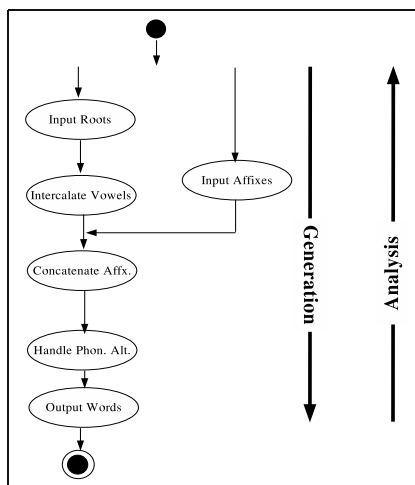 Input Roots
Input Affixes
Intercalate Vowels
Concatenate Affx.
Handle Phon. Alt.
Output Words
Generation
Analysis